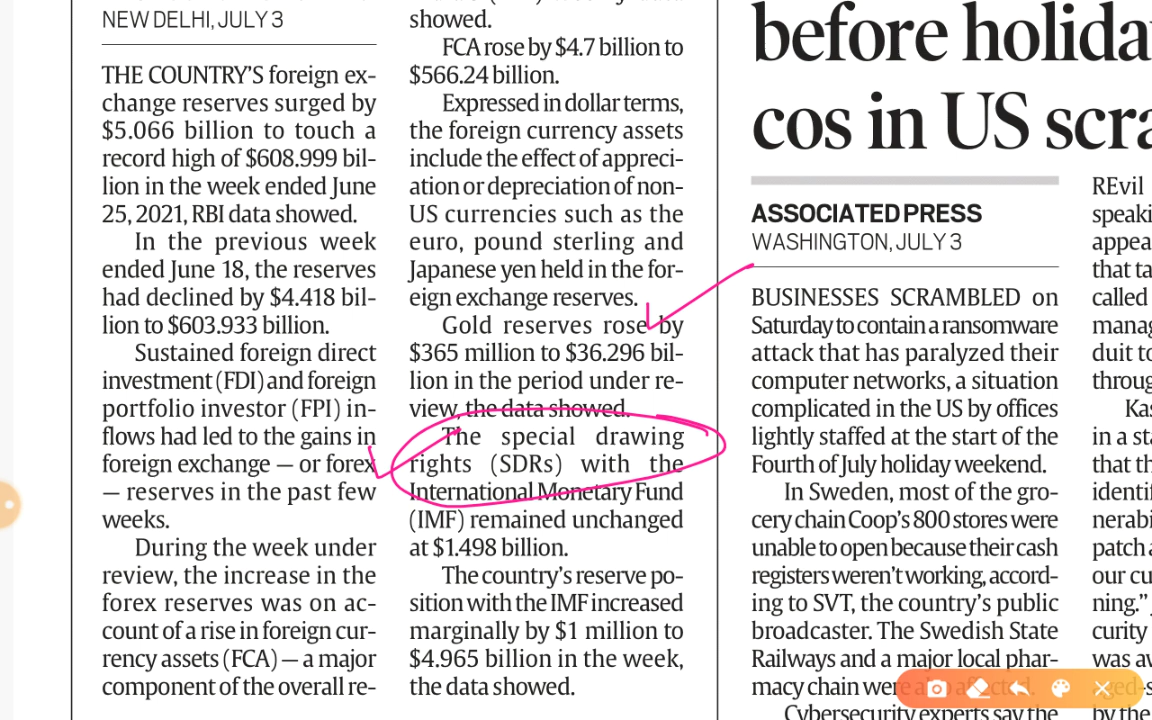 NEW DELHI, JULY 3
THE COUNTRY'S foreign ex-
change reserves surged by
$5.066 billion to touch a
record high of $608.999 bil-
lion in the week ended June
25, 2021, RBI data showed.
In the previous week
ended June 18, the reserves
had declined by $4.418 bil-
lion to $603.933 billion.
Sustained foreign direct
investment (FDI) and foreign
portfolio investor (FPI) in-
flows had led to the gains in
foreign exchange — or forex
— reserves in the past few
weeks.
During the week under
review, the increase in the
forex reserves was on ac-
count of a rise in foreign cur-
rency assets (FCA) — a major
component of the overall re-
showed.
FCA rose by $4.7 billion to
$566.24 billion.
Expressed in dollar terms,
the foreign currency assets
include the effect of appreci-
ation or depreciation of non-
US currencies such as the
euro, pound sterling and
Japanese yen held in the for-
eign exchange reserves.
Gold reserves rose by
$365 million to $36.296 bil-
lion in the period under re-
view, the data showed.
The special drawing
rights (SDRs) with the
International Monetary Fund
(IMF) remained unchanged
at $1.498 billion.
The country's reserve po-
sition with the IMF increased
marginally by $1 million to
$4.965 billion in the week,
the data showed.
before holida
cos in US scra
ASSOCIATED PRESS
WASHINGTON, JULY 3
BUSINESSES SCRAMBLED on
Saturday to contain a ransomware
attack that has paralyzed their
computer networks, a situation
complicated in the US by offices
lightly staffed at the start of the
Fourth of July holiday weekend.
In Sweden, most of the gro-
cery chain Coop's 800 stores were
unable to open because their cash
registers weren't working, accord-
ing to SVT, the country's public
broadcaster. The Swedish State
Railways and a major local phar-
macy chain were also affected.
Cybersecurity experts say the
REvil
speaki
appea
that ta
called
manag
duit to
throug
Kas
in a sta
that th
identif
nerabi
patch a
our cu
ning."
curity
was aw
aged-s
by the